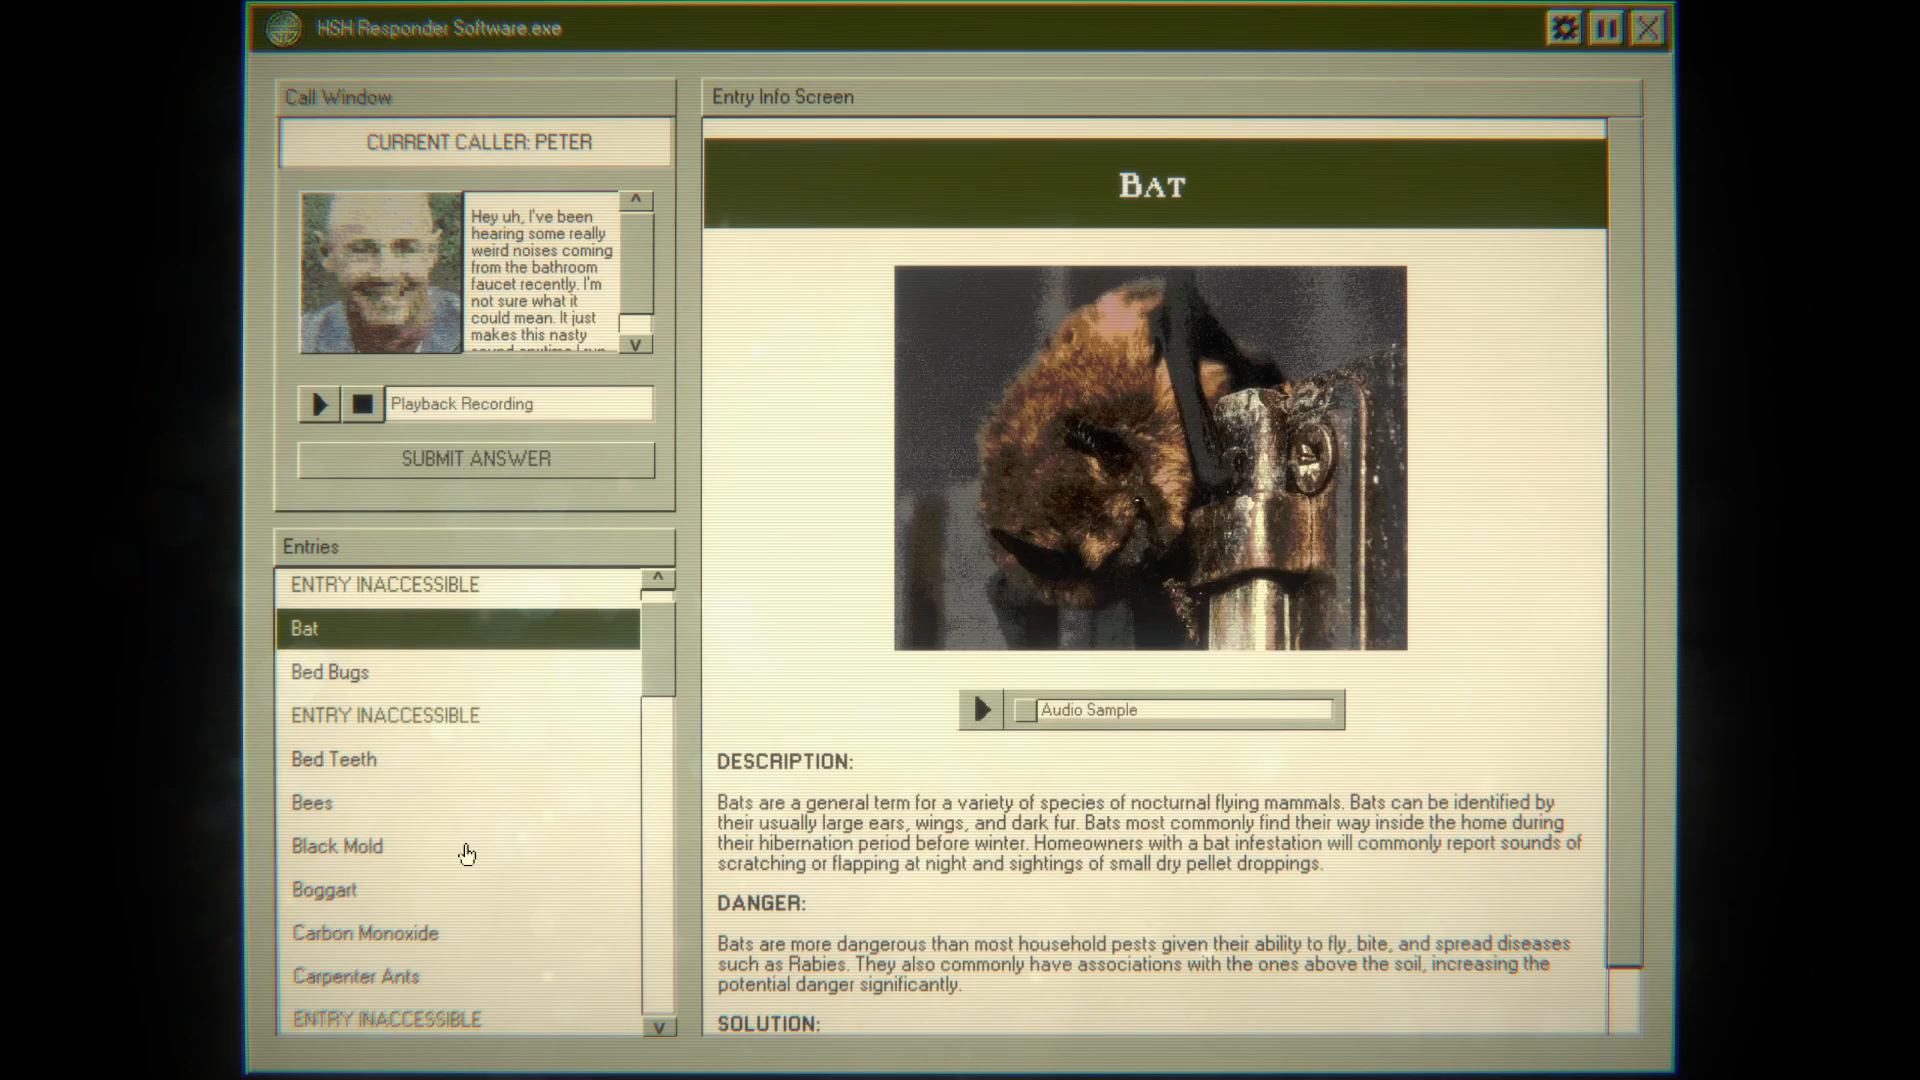 HSH Responder Software.exe
Call Window
CURRENT CALLER: PETER
Hey uh, I've been
hearing some really
weird noises coming
from the bathroom
faucet recently. I'm
not sure what it
could mean. It just
makes this nasty
sound anytime I run
Playback Recording
SUBMIT ANSWER
Entries
ENTRY INACCESSIBLE
Bat
Bed Bugs
ENTRY INACCESSIBLE
Bed Teeth
Bees
Black Mold
Boggart
Carbon Monoxide
Carpenter Ants
ENTRY INACCESSIBLE
Entry Info Screen
BAT
Audio Sample
DESCRIPTION:
Bats are a general term for a variety of species of nocturnal flying mammals. Bats can be identified by
their usually large ears, wings, and dark fur. Bats most commonly find their way inside the home during
their hibernation period before winter. Homeowners with a bat infestation will commonly report sounds of
scratching or flapping at night and sightings of small dry pellet droppings.
DANGER:
Bats are more dangerous than most household pests given their ability to fly, bite, and spread diseases
such as Rabies. They also commonly have associations with the ones above the soil, increasing the
potential danger significantly.
SOLUTION: